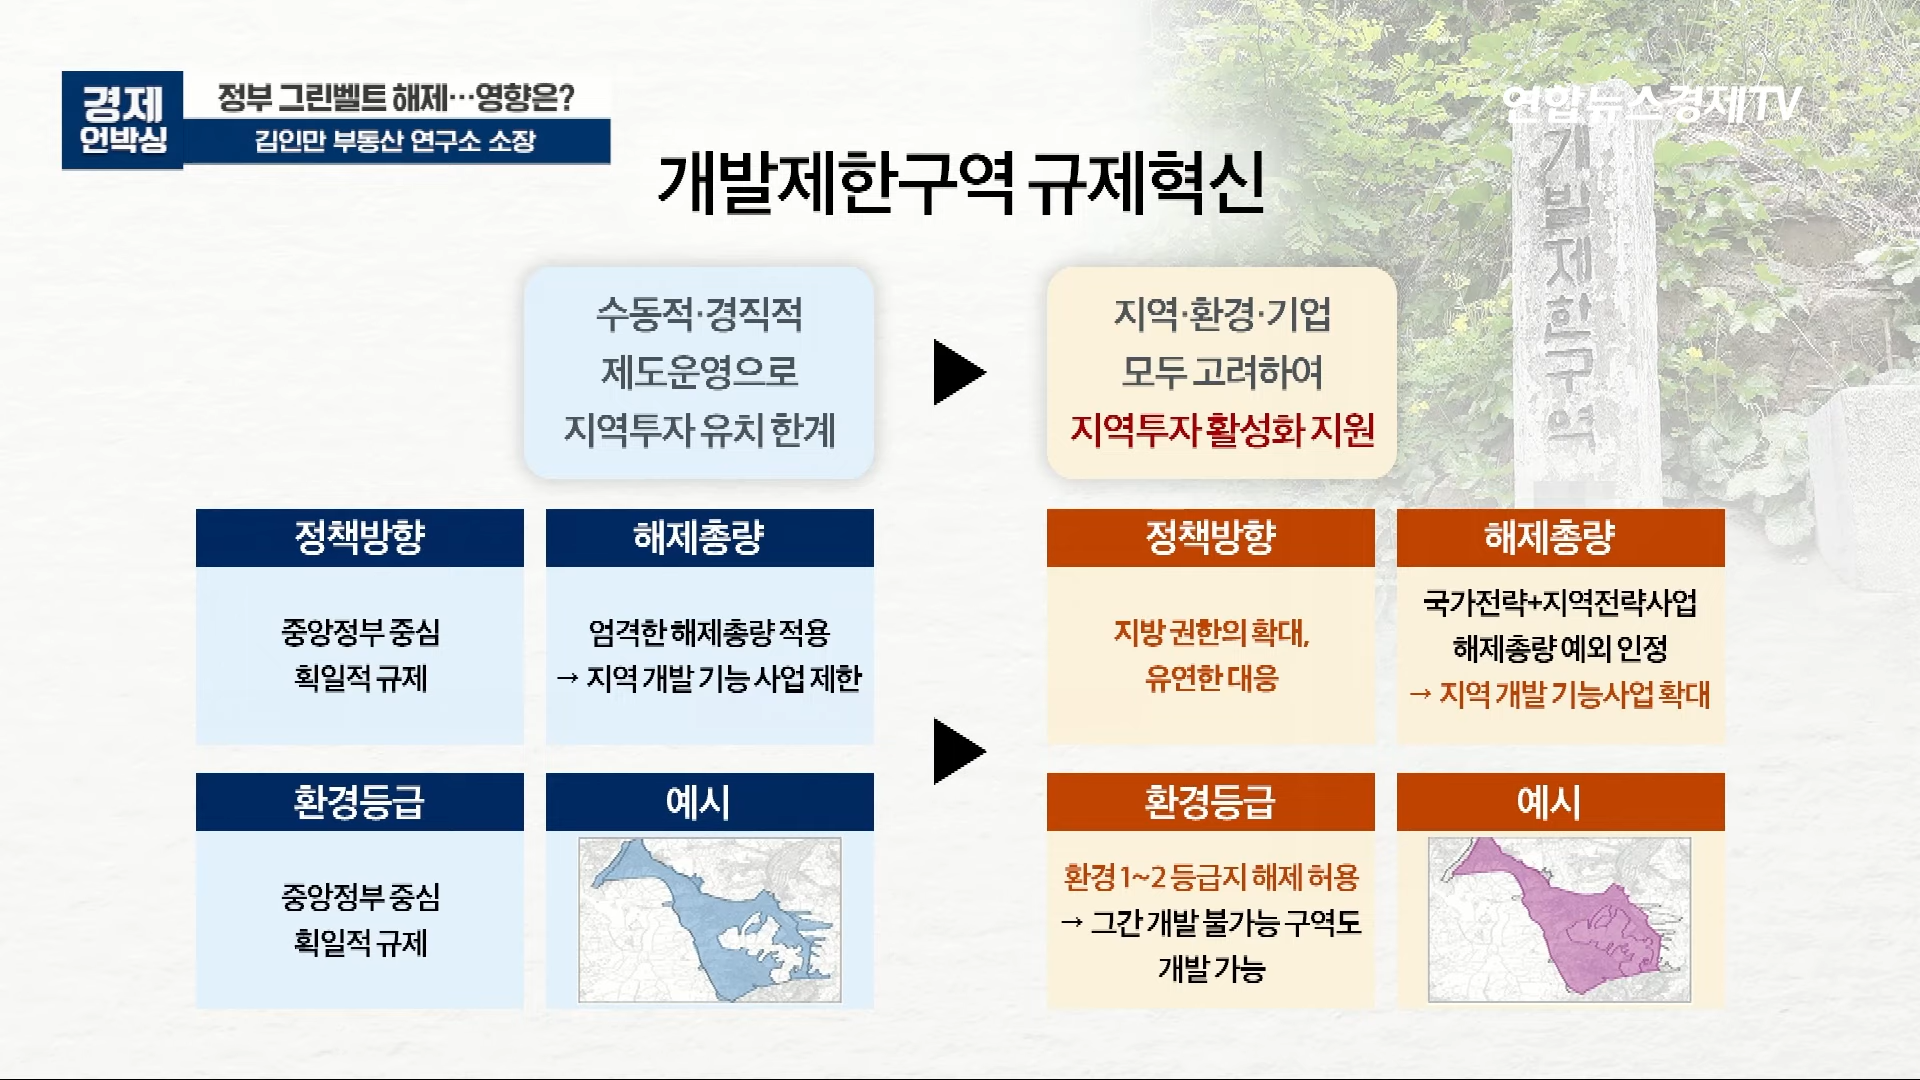 경제
언박싱
정부 그린벨트 해제…영향은?
김인만 부동산 연구소 소장
연합뉴스경제TV
개발제한구역
개발제한구역 규제혁신
수동적·경직적
제도운영으로
지역투자 유치 한계
지역·환경·기업
모두 고려하여
지역투자 활성화 지원
정책방향
중앙정부 중심
획일적 규제
해제총량
엄격한 해제총량 적용
→ 지역 개발 기능 사업 제한
환경등급
중앙정부 중심
획일적 규제
예시
정책방향
지방 권한의 확대,
유연한 대응
해제총량
국가전략+지역전략사업
해제총량 예외 인정
→ 지역 개발 기능사업 확대
환경등급
환경 1~2 등급지 해제 허용
→ 그간 개발 불가능 구역도
개발 가능
예시